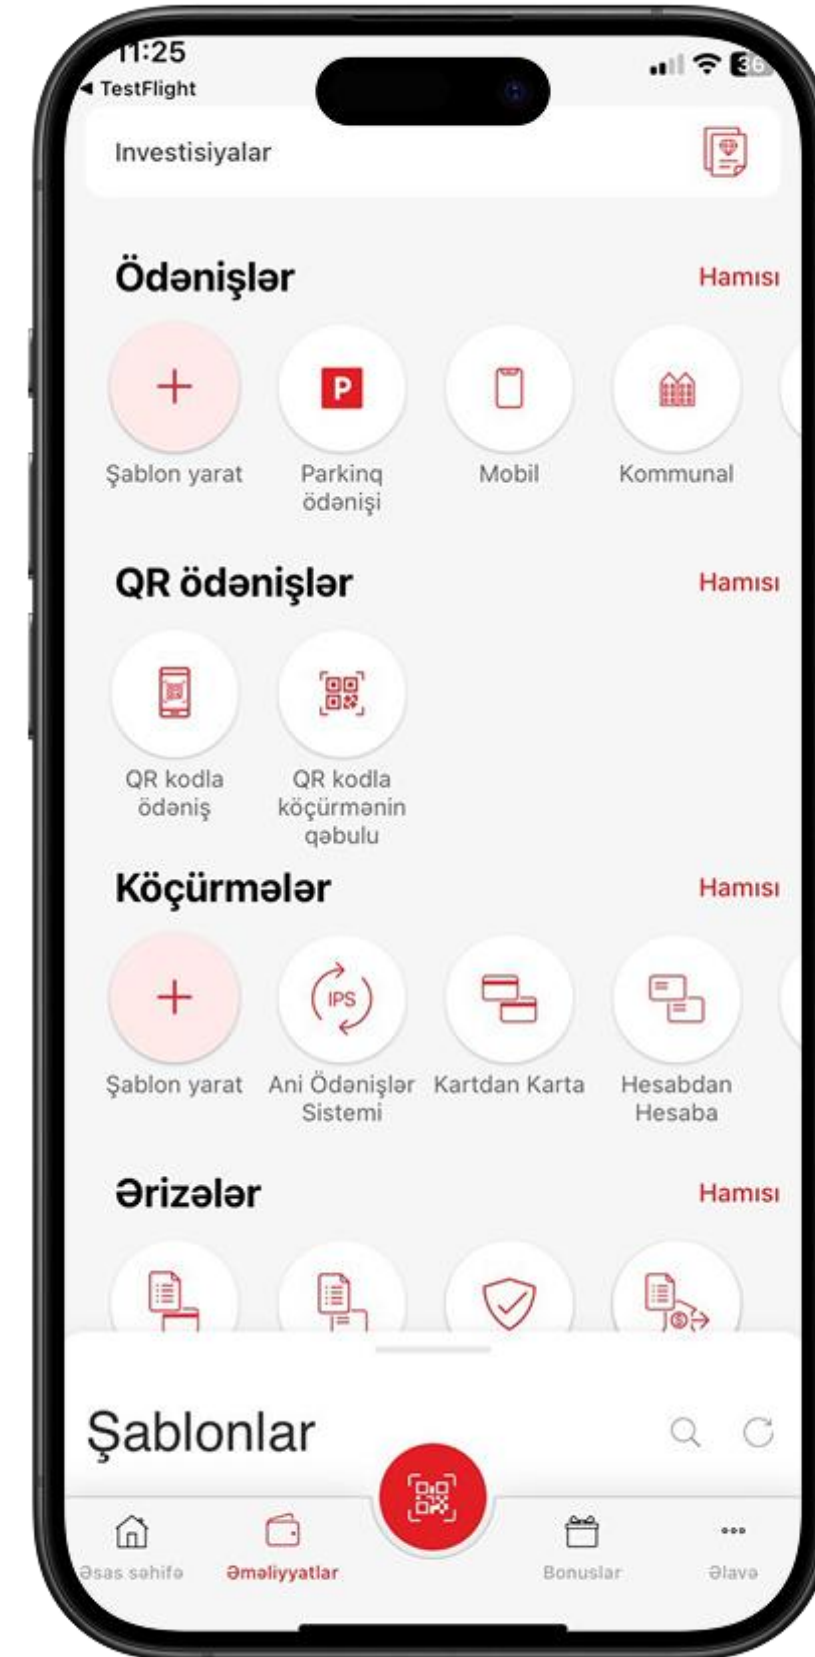 11:25
TestFlight
36
Investisiyalar
Ödənişlər
Hamısı
P
Şablon yarat
Parkinq
ödənişi
Mobil
Kommunal
QR ödənişlər
Hamısı
QR kodla
ödəniş
QR kodla
köçürmənin
qəbulu
Köçürmələr
Hamısı
IPS
Şablon yarat
Ani Ödənişlər
Sistemi
Kartdan Karta
Hesabdan
Hesaba
Ərizələr
Hamısı
Şablonlar
Əsas səhifə
Əməliyyatlar
Bonuslar
Əlavə